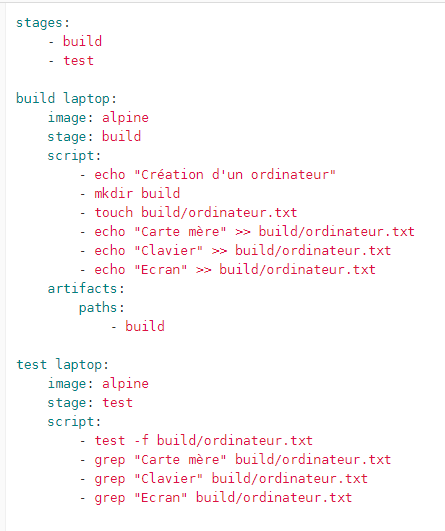 stages:
    - build
    - test

build laptop:
    image: alpine
    stage: build
    script:
        - echo "Création d'un ordinateur"
        - mkdir build
        - touch build/ordinateur.txt
        - echo "Carte mère" >> build/ordinateur.txt
        - echo "Clavier" >> build/ordinateur.txt
        - echo "Ecran" >> build/ordinateur.txt
    artifacts:
        paths:
            - build

test laptop:
    image: alpine
    stage: test
    script:
        - test -f build/ordinateur.txt
        - grep "Carte mère" build/ordinateur.txt
        - grep "Clavier" build/ordinateur.txt
        - grep "Ecran" build/ordinateur.txt